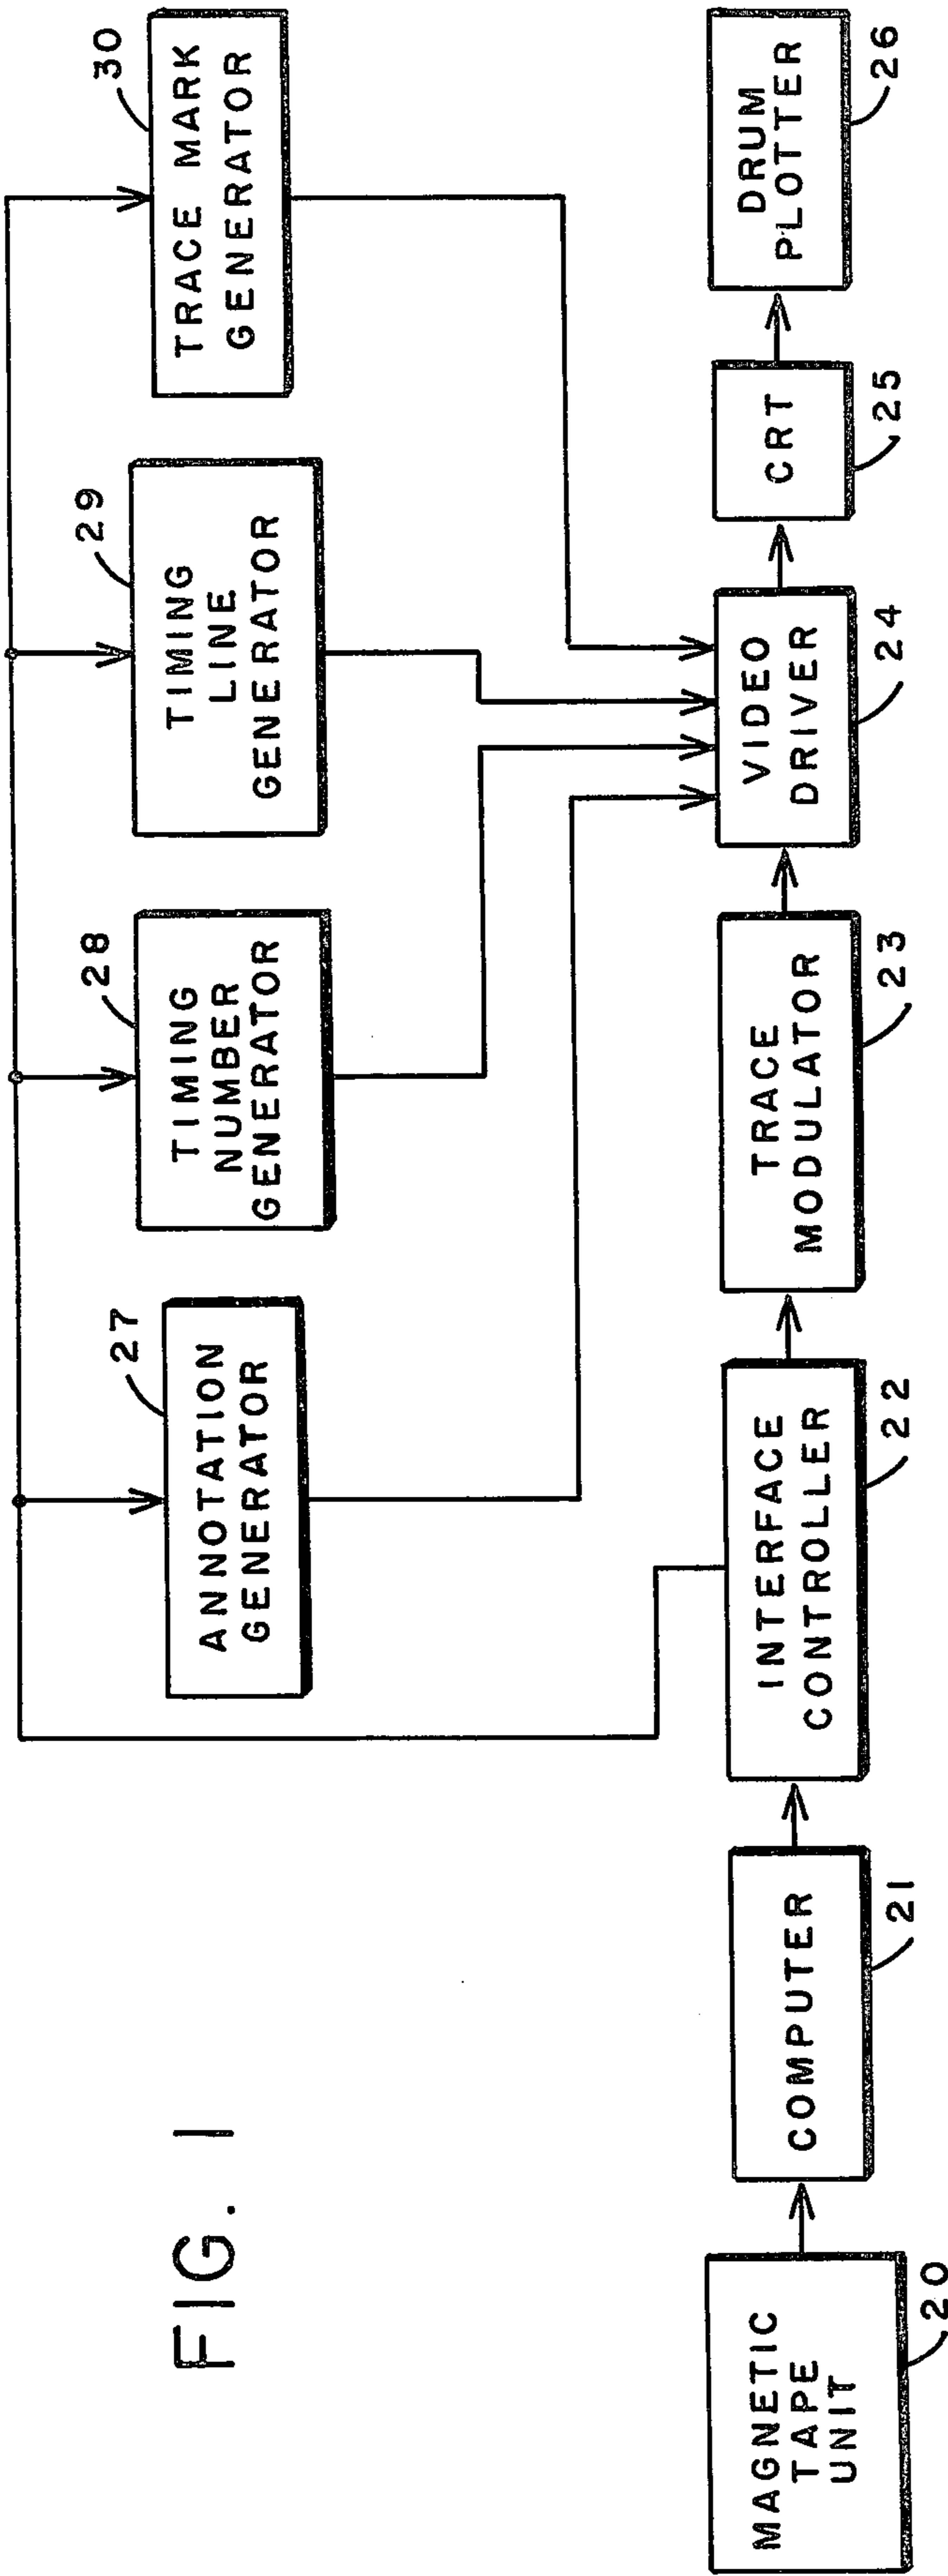 FIG. 1
27
ANNOTATION
GENERATOR
28
TIMING
NUMBER
GENERATOR
29
TIMING
LINE
GENERATOR
30
TRACE MARK
GENERATOR
MAGNETIC
TAPE
UNIT
20
COMPUTER
21
INTERFACE
CONTROLLER
22
TRACE
MODULATOR
23
VIDEO
DRIVER
24
CRT
25
DRUM
PLOTTER
26